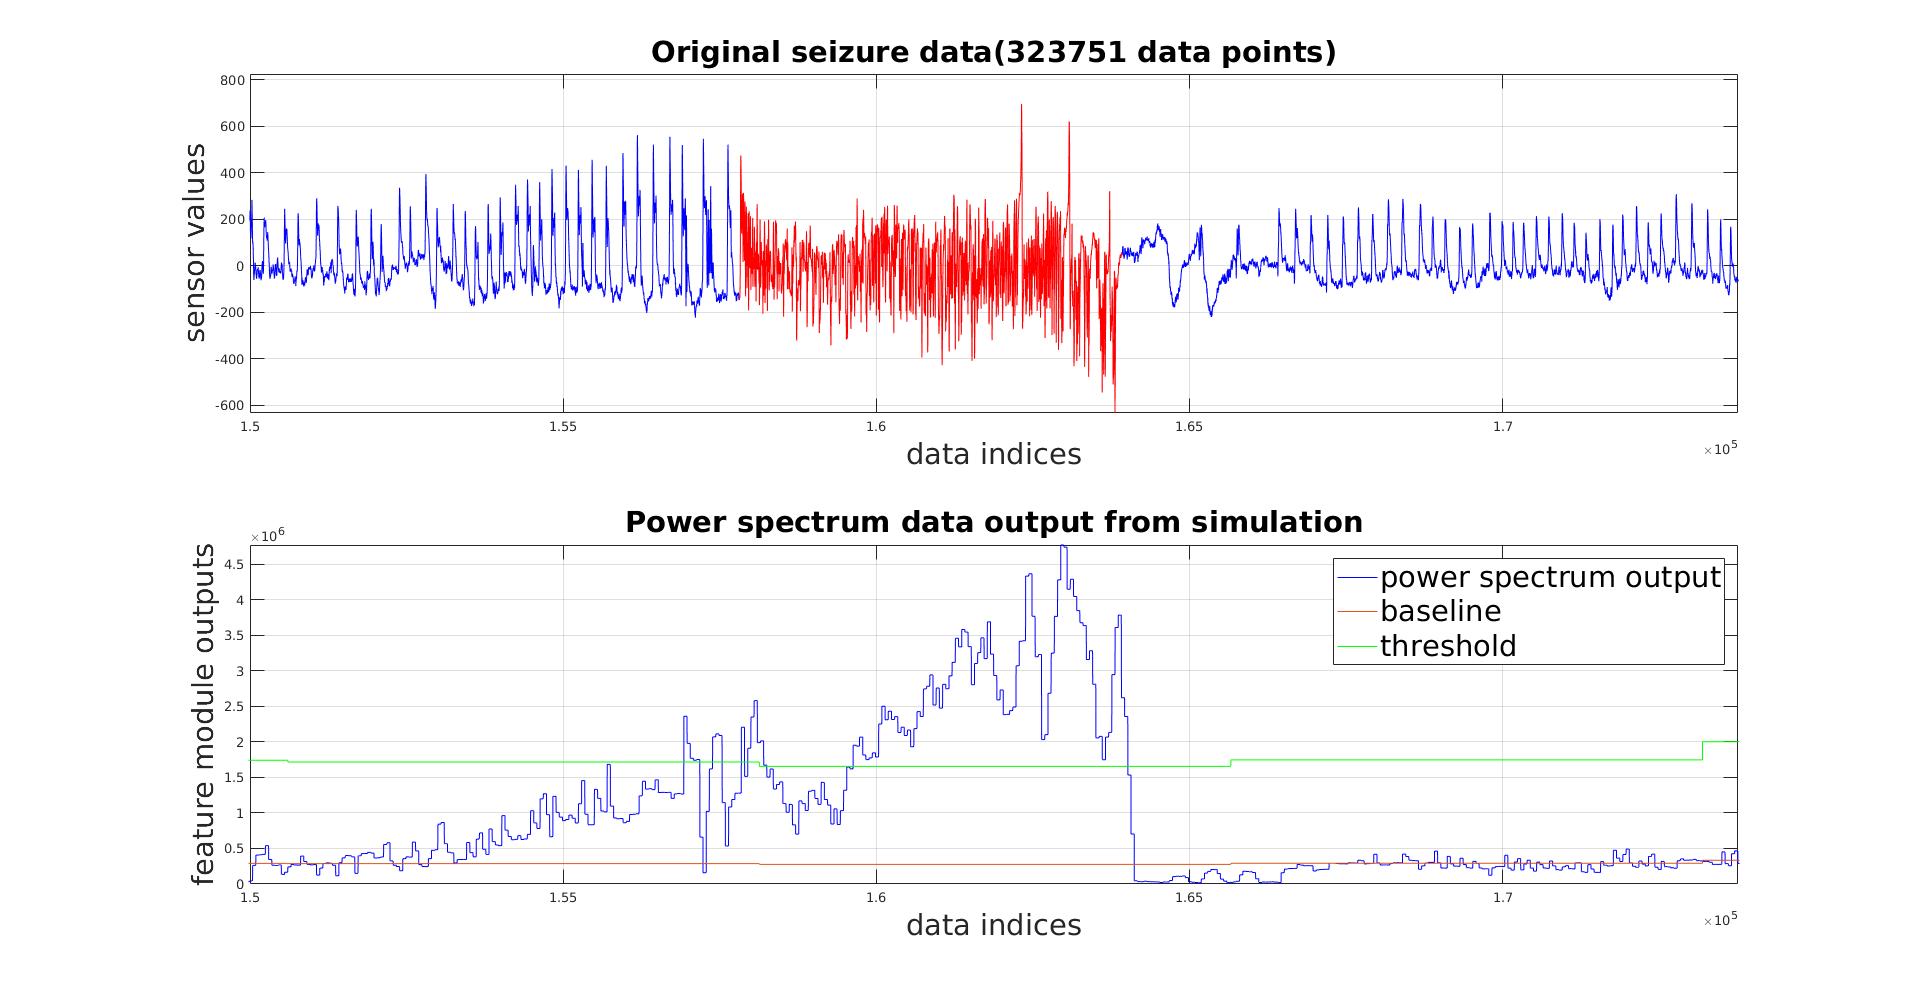 Original seizure data(323751 data points)
sensor values
800
600
400
200
0
-200
-400
-600
1.5 1.55 1.6 1.65 1.7
×10^5
data indices
Power spectrum data output from simulation
×10^6
feature module outputs
4.5
4
3.5
3
2.5
2
1.5
1
0.5
0
power spectrum output
baseline
threshold
1.5 1.55 1.6 1.65 1.7
×10^5
data indices